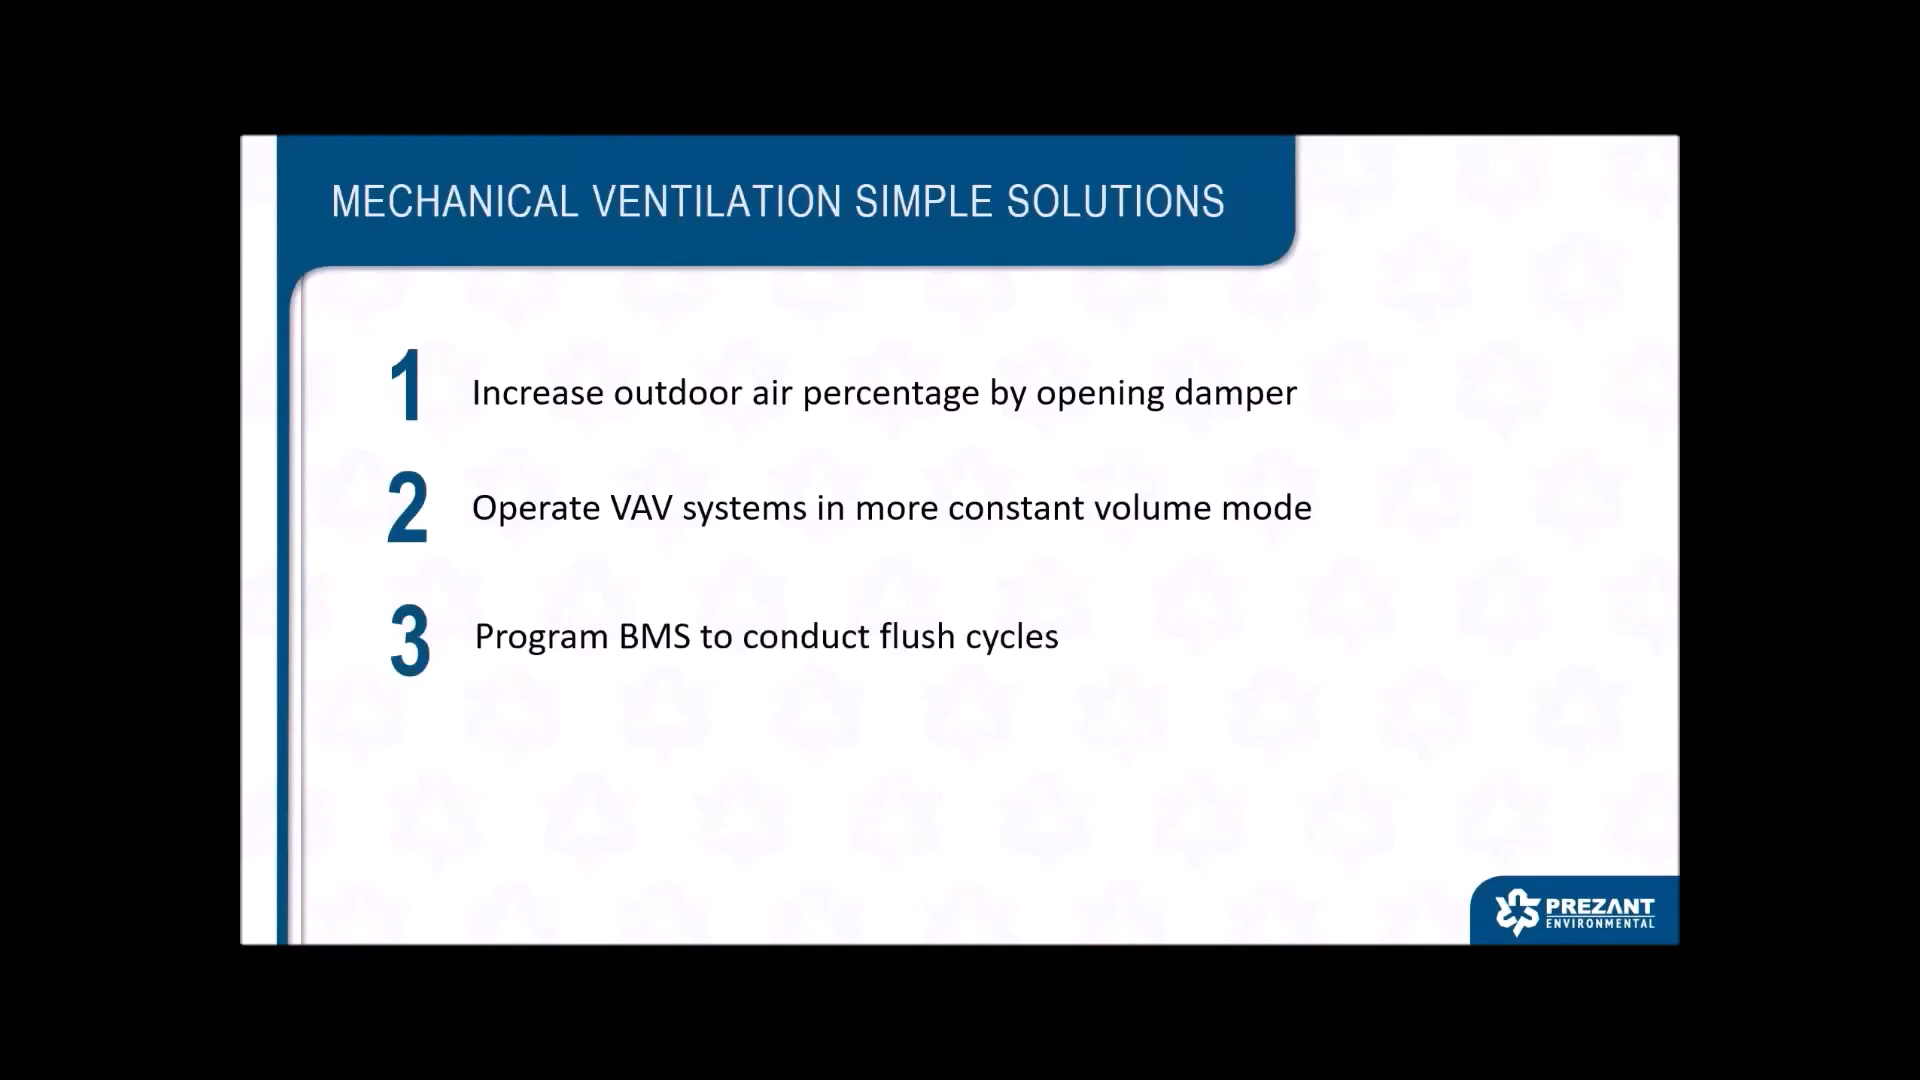 MECHANICAL VENTILATION SIMPLE SOLUTIONS
1 Increase outdoor air percentage by opening damper
2 Operate VAV systems in more constant volume mode
3 Program BMS to conduct flush cycles
PREZANT
ENVIRONMENTAL